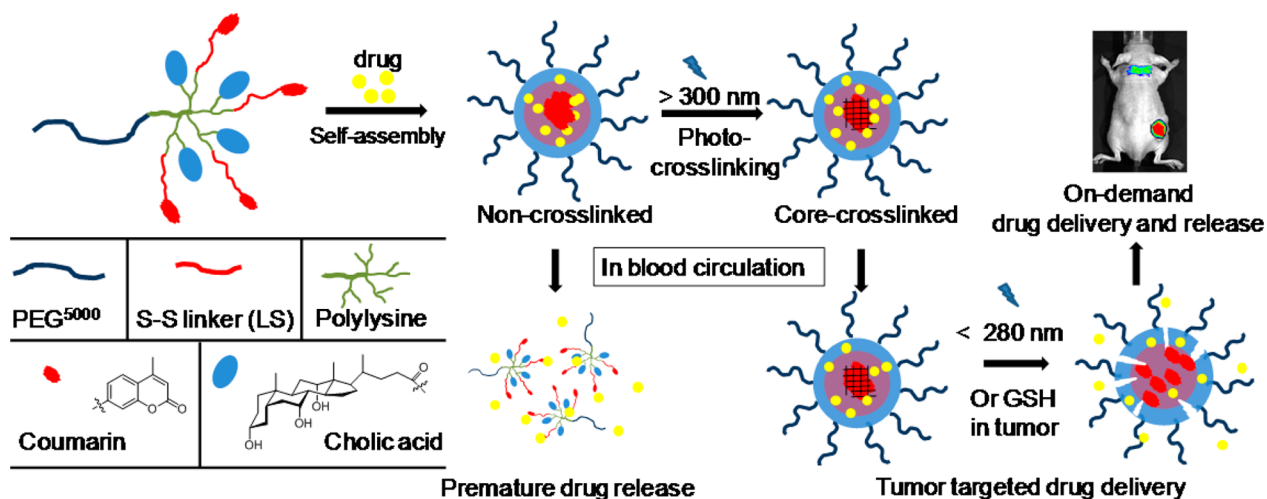 drug
Self-assembly
> 300 nm
Photo-
crosslinking
Non-crosslinked
Core-crosslinked
On-demand
drug delivery and release
In blood circulation
PEG5000
S-S linker (LS)
Polylysine
< 280 nm
Or GSH
in tumor
O
O
Coumarin
O
OH
OH
OH
Cholic acid
Premature drug release
Tumor targeted drug delivery